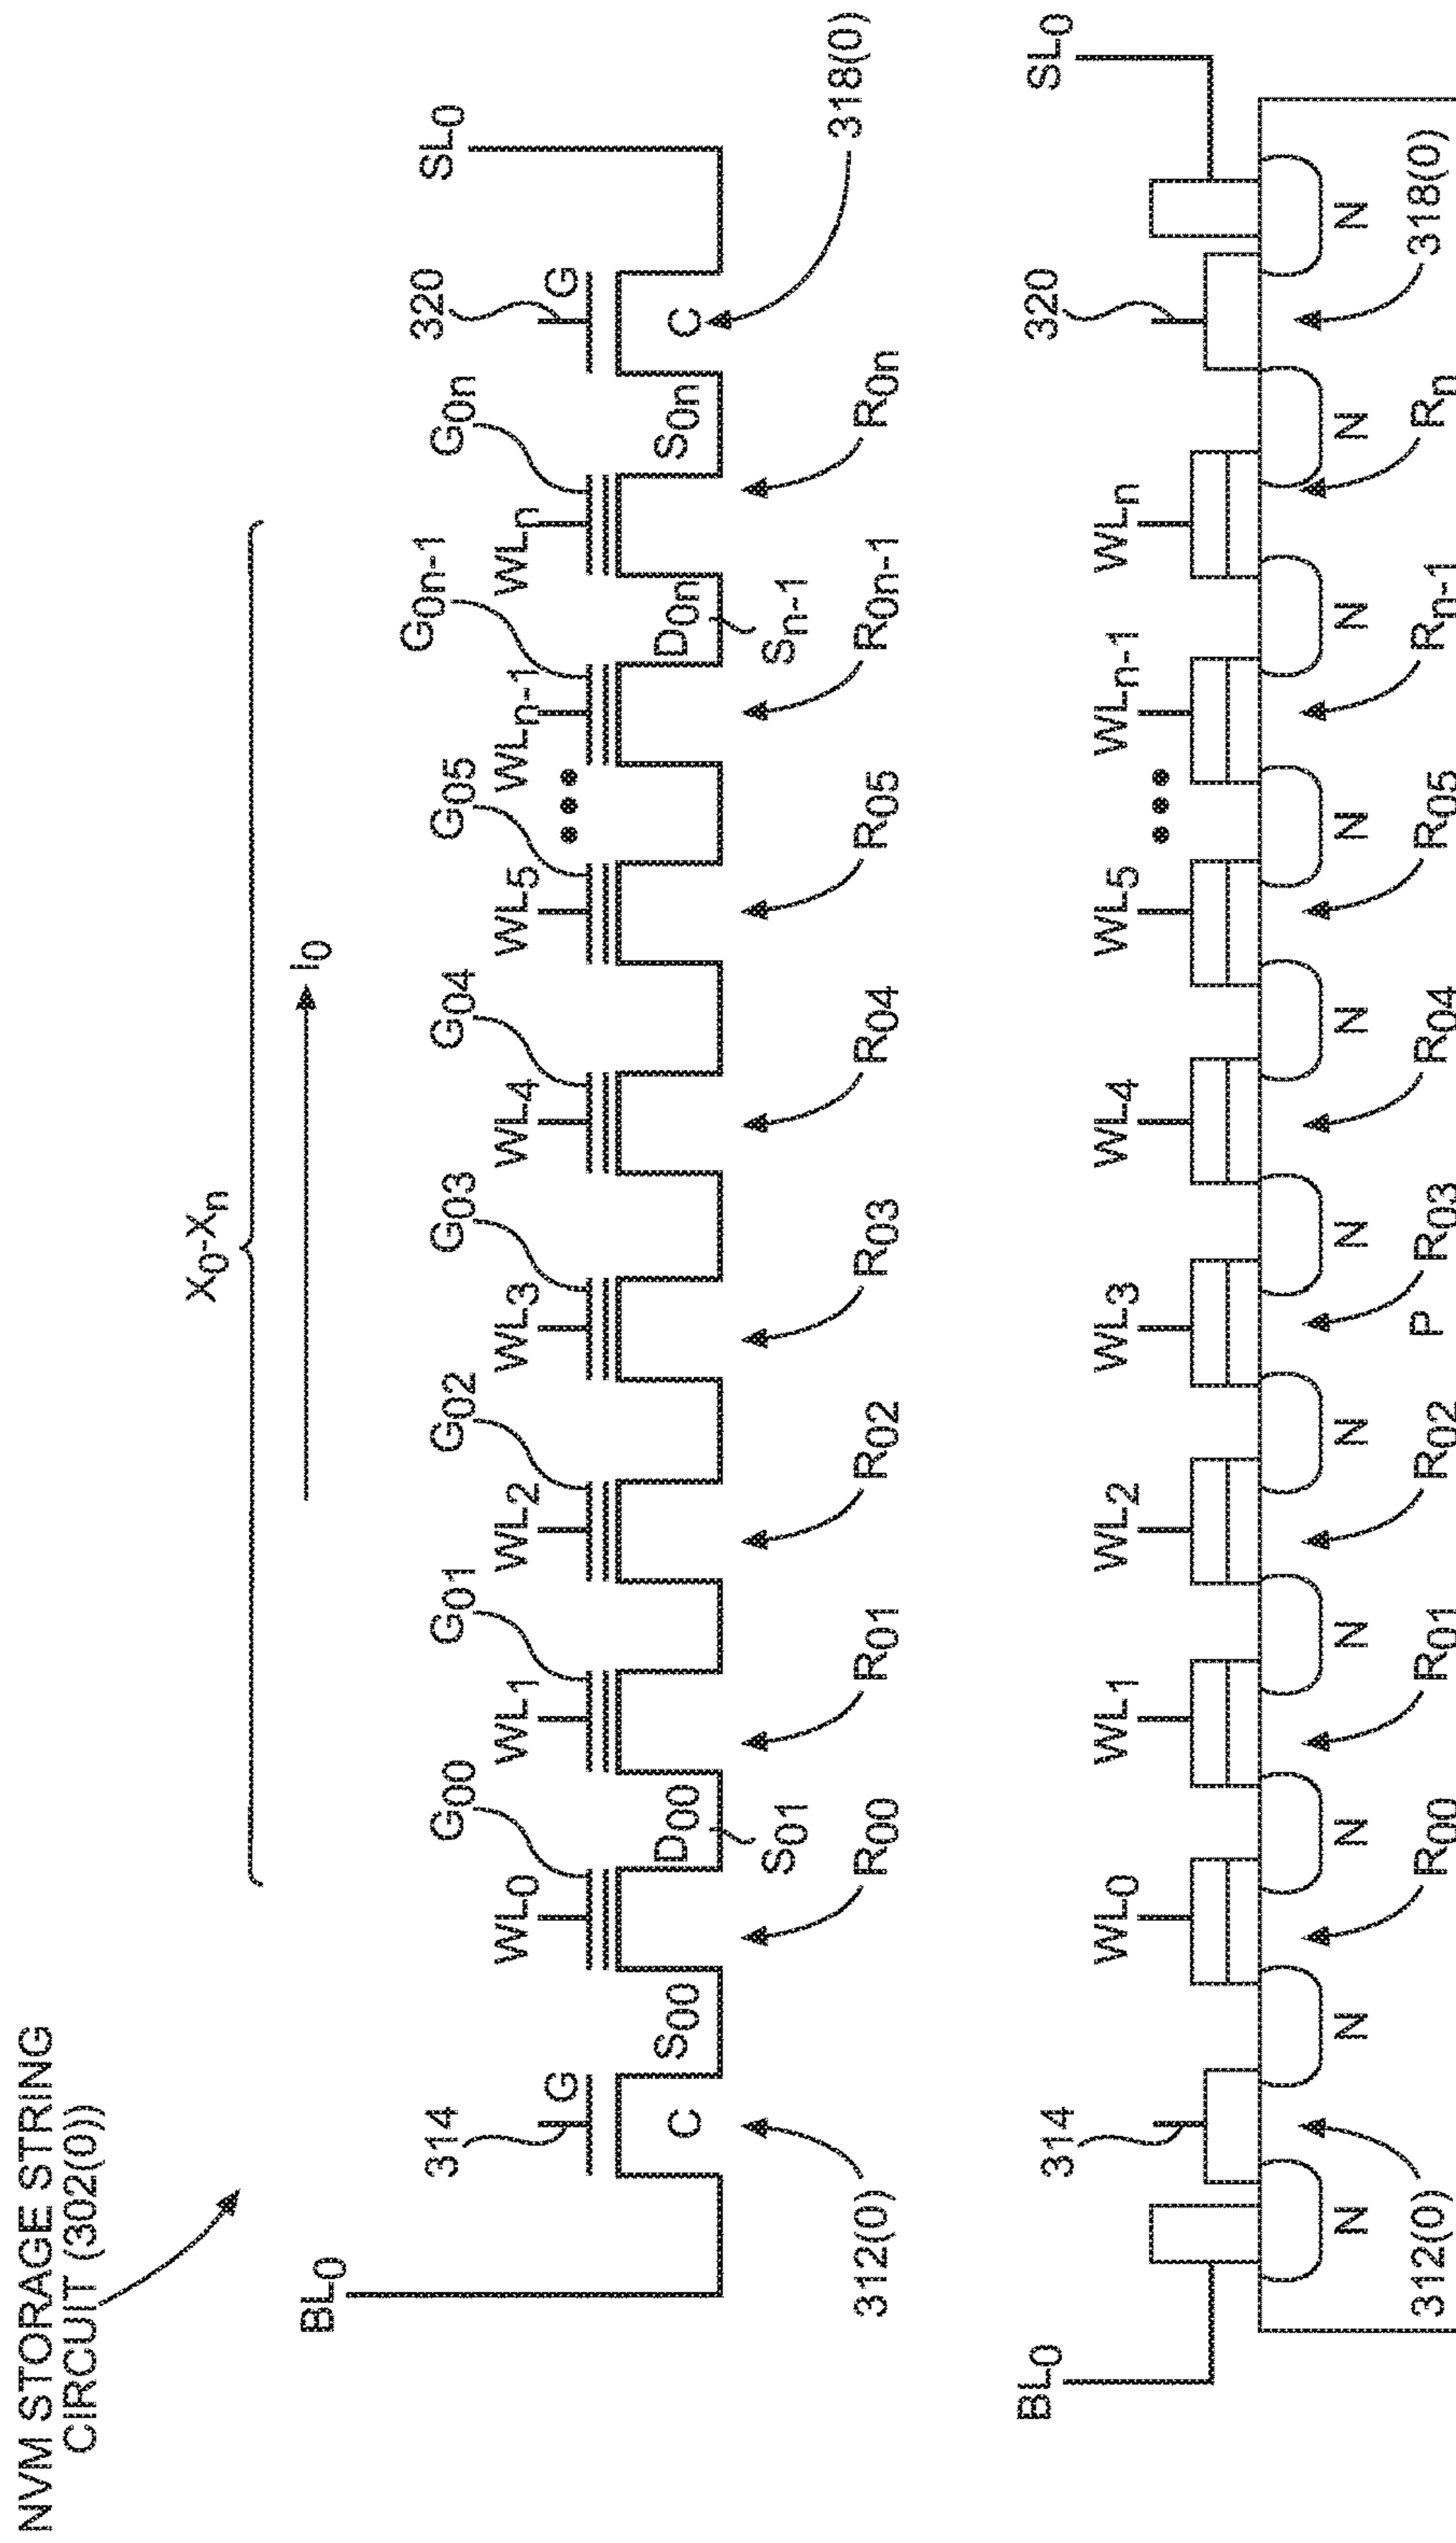 NVM STORAGE STRING
CIRCUIT (302(0))
X0-Xn
I0
BL0
SL0
314
G
G00
G01
G02
G03
G04
G05
G0n-1
G0n
320
G
WL0
WL1
WL2
WL3
WL4
WL5
•••
WLn-1
WLn
C
S00
D00
S01
D0n
Sn-1
S0n
C
312(0)
R00
R01
R02
R03
R04
R05
R0n-1
R0n
318(0)
BL0
SL0
314
320
WL0
WL1
WL2
WL3
WL4
WL5
•••
WLn-1
WLn
N
N
N
N
N
N
N
N
N
N
N
312(0)
R00
R01
R02
P
R03
R04
R05
Rn-1
Rn
318(0)